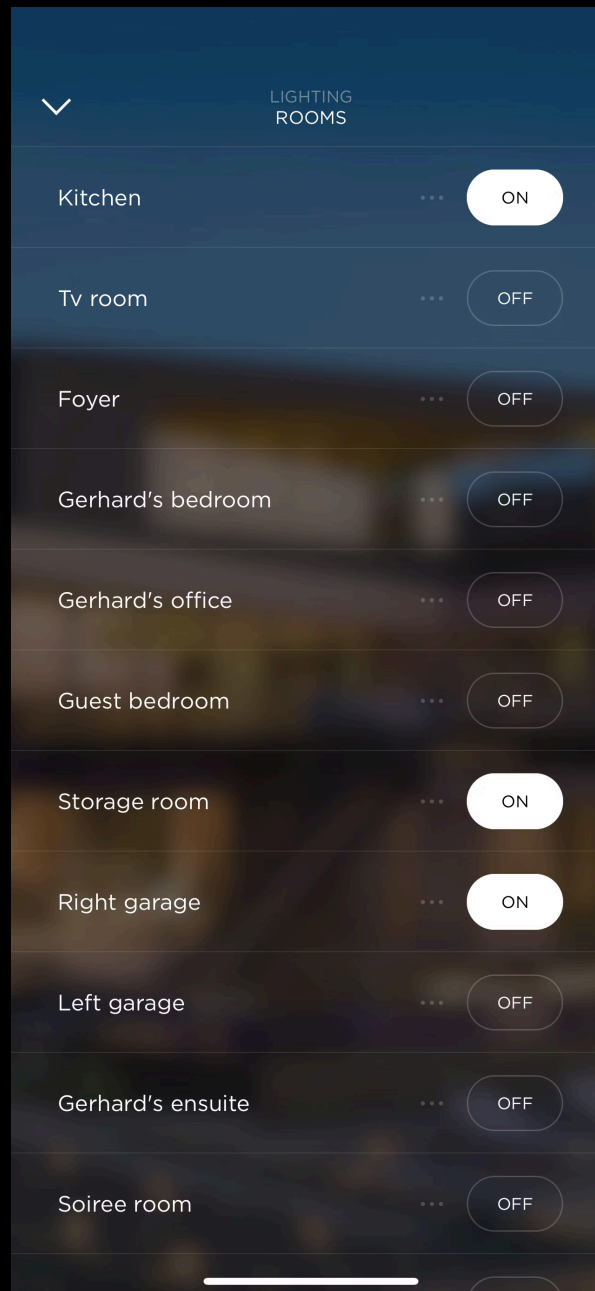 LIGHTING
ROOMS
Kitchen ON
Tv room OFF
Foyer OFF
Gerhard's bedroom OFF
Gerhard's office OFF
Guest bedroom OFF
Storage room ON
Right garage ON
Left garage OFF
Gerhard's ensuite OFF
Soiree room OFF